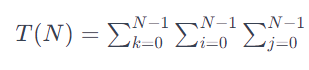 T(N) = ∑_{k=0}^{N-1} ∑_{i=0}^{N-1} ∑_{j=0}^{N-1}